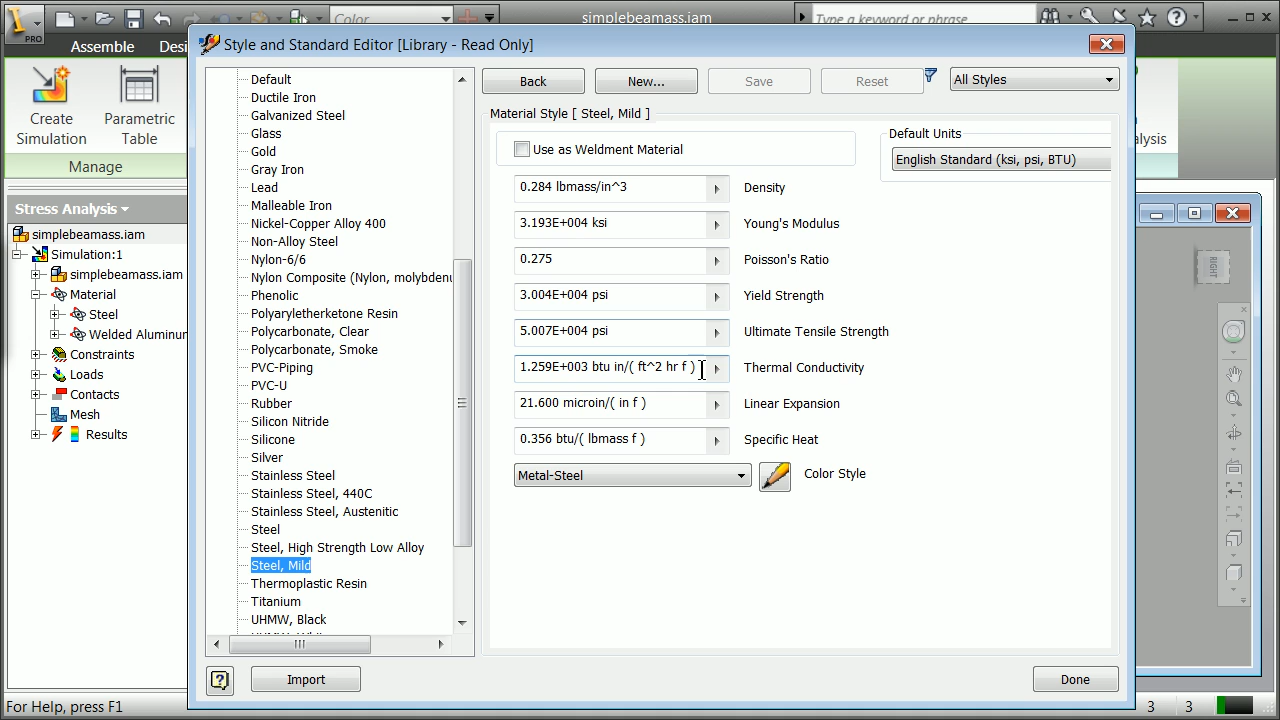 PRO
Color
simplebeamass.iam
Type a keyword or phrase
Assemble
Style and Standard Editor [Library - Read Only]
Create
Simulation
Parametric
Table
Manage
Stress Analysis
simplebeamass.iam
Simulation:1
simplebeamass.iam
Material
Steel
Welded Aluminum
Constraints
Loads
Contacts
Mesh
Results
Default
Ductile Iron
Galvanized Steel
Glass
Gold
Gray Iron
Lead
Malleable Iron
Nickel-Copper Alloy 400
Non-Alloy Steel
Nylon-6/6
Nylon Composite (Nylon, molybdenu
Phenolic
Polyaryletherketone Resin
Polycarbonate, Clear
Polycarbonate, Smoke
PVC-Piping
PVC-U
Rubber
Silicon Nitride
Silicone
Silver
Stainless Steel
Stainless Steel, 440C
Stainless Steel, Austenitic
Steel
Steel, High Strength Low Alloy
Steel, Mild
Thermoplastic Resin
Titanium
UHMW, Black
Back
New...
Save
Reset
All Styles
Material Style [ Steel, Mild ]
Use as Weldment Material
Default Units
English Standard (ksi, psi, BTU)
0.284 lbmass/in^3 Density
3.193E+004 ksi Young's Modulus
0.275 Poisson's Ratio
3.004E+004 psi Yield Strength
5.007E+004 psi Ultimate Tensile Strength
1.259E+003 btu in/( ft^2 hr f ) Thermal Conductivity
21.600 microin/( in f ) Linear Expansion
0.356 btu/( lbmass f ) Specific Heat
Metal-Steel Color Style
Import
Done
RIGHT
For Help, press F1
3 3